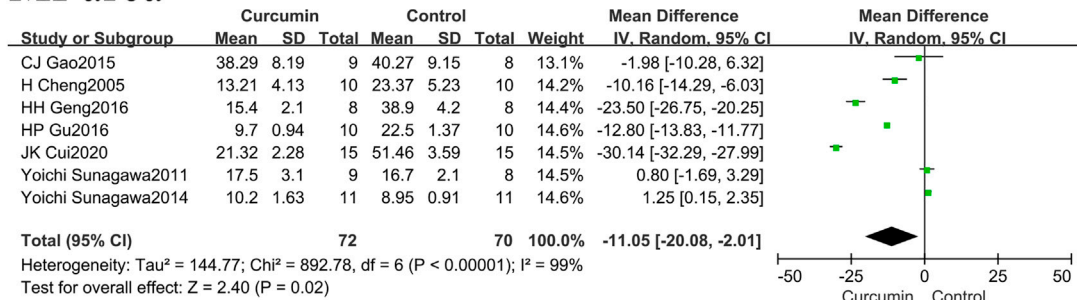 Curcumin Control Mean Difference Mean Difference
Study or Subgroup Mean SD Total Mean SD Total Weight IV, Random, 95% CI IV, Random, 95% CI
CJ Gao2015 38.29 8.19 9 40.27 9.15 8 13.1% -1.98 [-10.28, 6.32]
H Cheng2005 13.21 4.13 10 23.37 5.23 10 14.2% -10.16 [-14.29, -6.03]
HH Geng2016 15.4 2.1 8 38.9 4.2 8 14.4% -23.50 [-26.75, -20.25]
HP Gu2016 9.7 0.94 10 22.5 1.37 10 14.6% -12.80 [-13.83, -11.77]
JK Cui2020 21.32 2.28 15 51.46 3.59 15 14.5% -30.14 [-32.29, -27.99]
Yoichi Sunagawa2011 17.5 3.1 9 16.7 2.1 8 14.5% 0.80 [-1.69, 3.29]
Yoichi Sunagawa2014 10.2 1.63 11 8.95 0.91 11 14.6% 1.25 [0.15, 2.35]
Total (95% CI) 72 70 100.0% -11.05 [-20.08, -2.01]
Heterogeneity: Tau² = 144.77; Chi² = 892.78, df = 6 (P < 0.00001); I² = 99%
-50 -25 0 25 50
Test for overall effect: Z = 2.40 (P = 0.02)
Curcumin Control